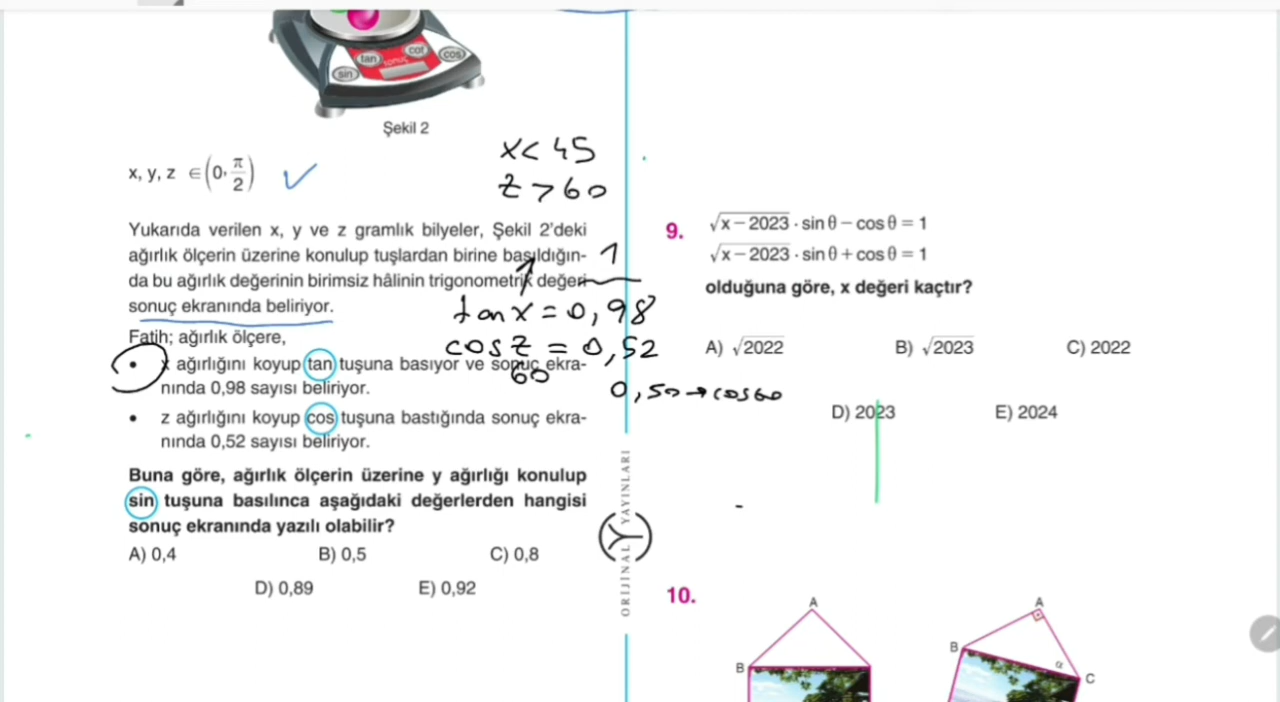 sin tan cot cos
sonuç
Şekil 2
x, y, z ∈ (0, π/2)
x < 45
z > 60
Yukarıda verilen x, y ve z gramlık bilyeler, Şekil 2'deki
ağırlık ölçerin üzerine konulup tuşlardan birine basıldığın-
da bu ağırlık değerinin birimsiz hâlinin trigonometrik değeri
sonuç ekranında beliriyor.
1
tan x = 0,98
cos z = 0,52
60
0,50 → cos60
Fatih; ağırlık ölçere,
• x ağırlığını koyup tan tuşuna basıyor ve sonuç ekra-
nında 0,98 sayısı beliriyor.
• z ağırlığını koyup cos tuşuna bastığında sonuç ekra-
nında 0,52 sayısı beliriyor.
Buna göre, ağırlık ölçerin üzerine y ağırlığı konulup
sin tuşuna basılınca aşağıdaki değerlerden hangisi
sonuç ekranında yazılı olabilir?
A) 0,4 B) 0,5 C) 0,8
D) 0,89 E) 0,92
ORİJİNAL YAYINLARI
9. √x − 2023 · sin θ − cos θ = 1
√x − 2023 · sin θ + cos θ = 1
olduğuna göre, x değeri kaçtır?
A) √2022 B) √2023 C) 2022
D) 2023 E) 2024
10.
A
B
A
B
α
C